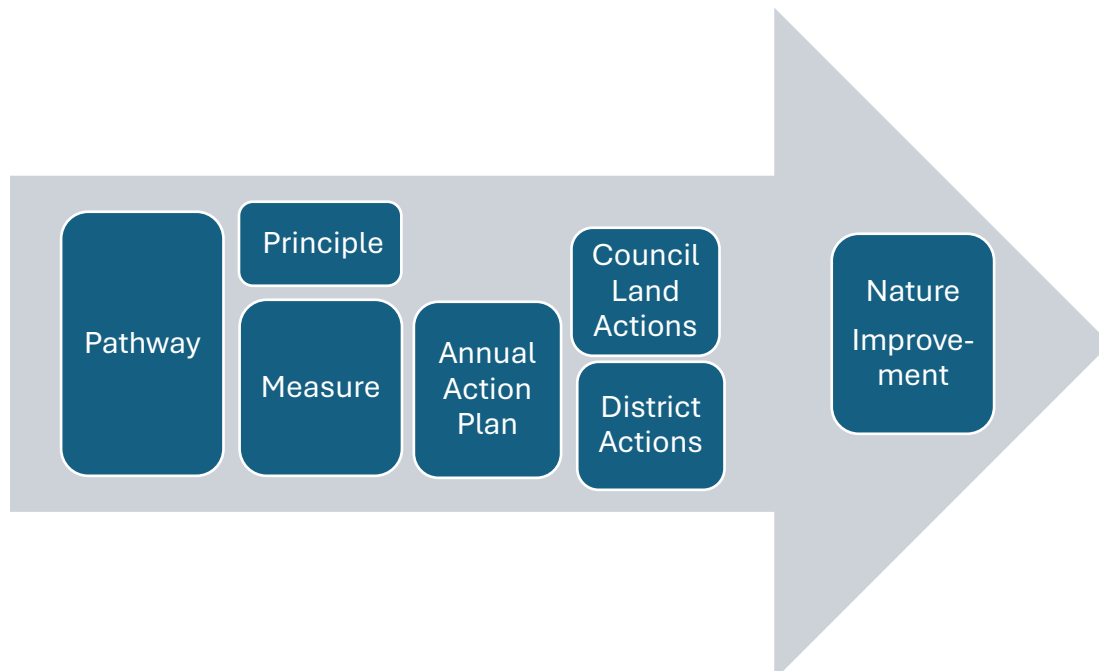 Pathway
Principle
Measure
Annual
Action
Plan
Council
Land
Actions
District
Actions
Nature
Improve-
ment